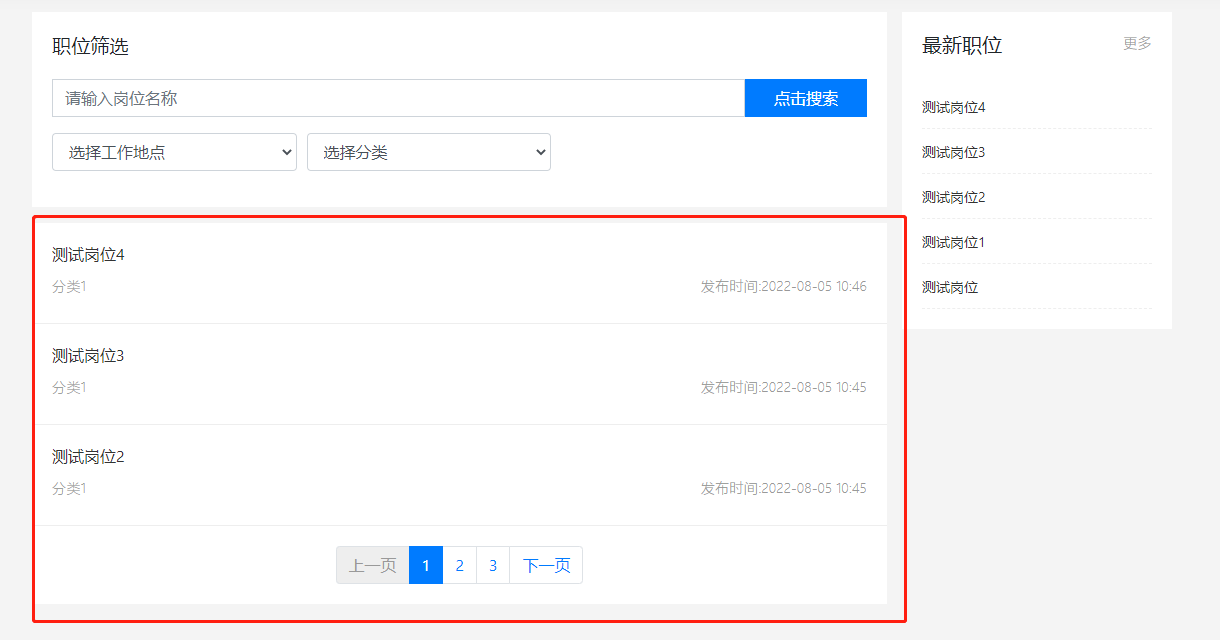 职位筛选
请输入岗位名称
点击搜索
选择工作地点
选择分类
测试岗位4
分类1
发布时间:2022-08-05 10:46
测试岗位3
分类1
发布时间:2022-08-05 10:45
测试岗位2
分类1
发布时间:2022-08-05 10:45
上一页 1 2 3 下一页
最新职位
更多
测试岗位4
测试岗位3
测试岗位2
测试岗位1
测试岗位